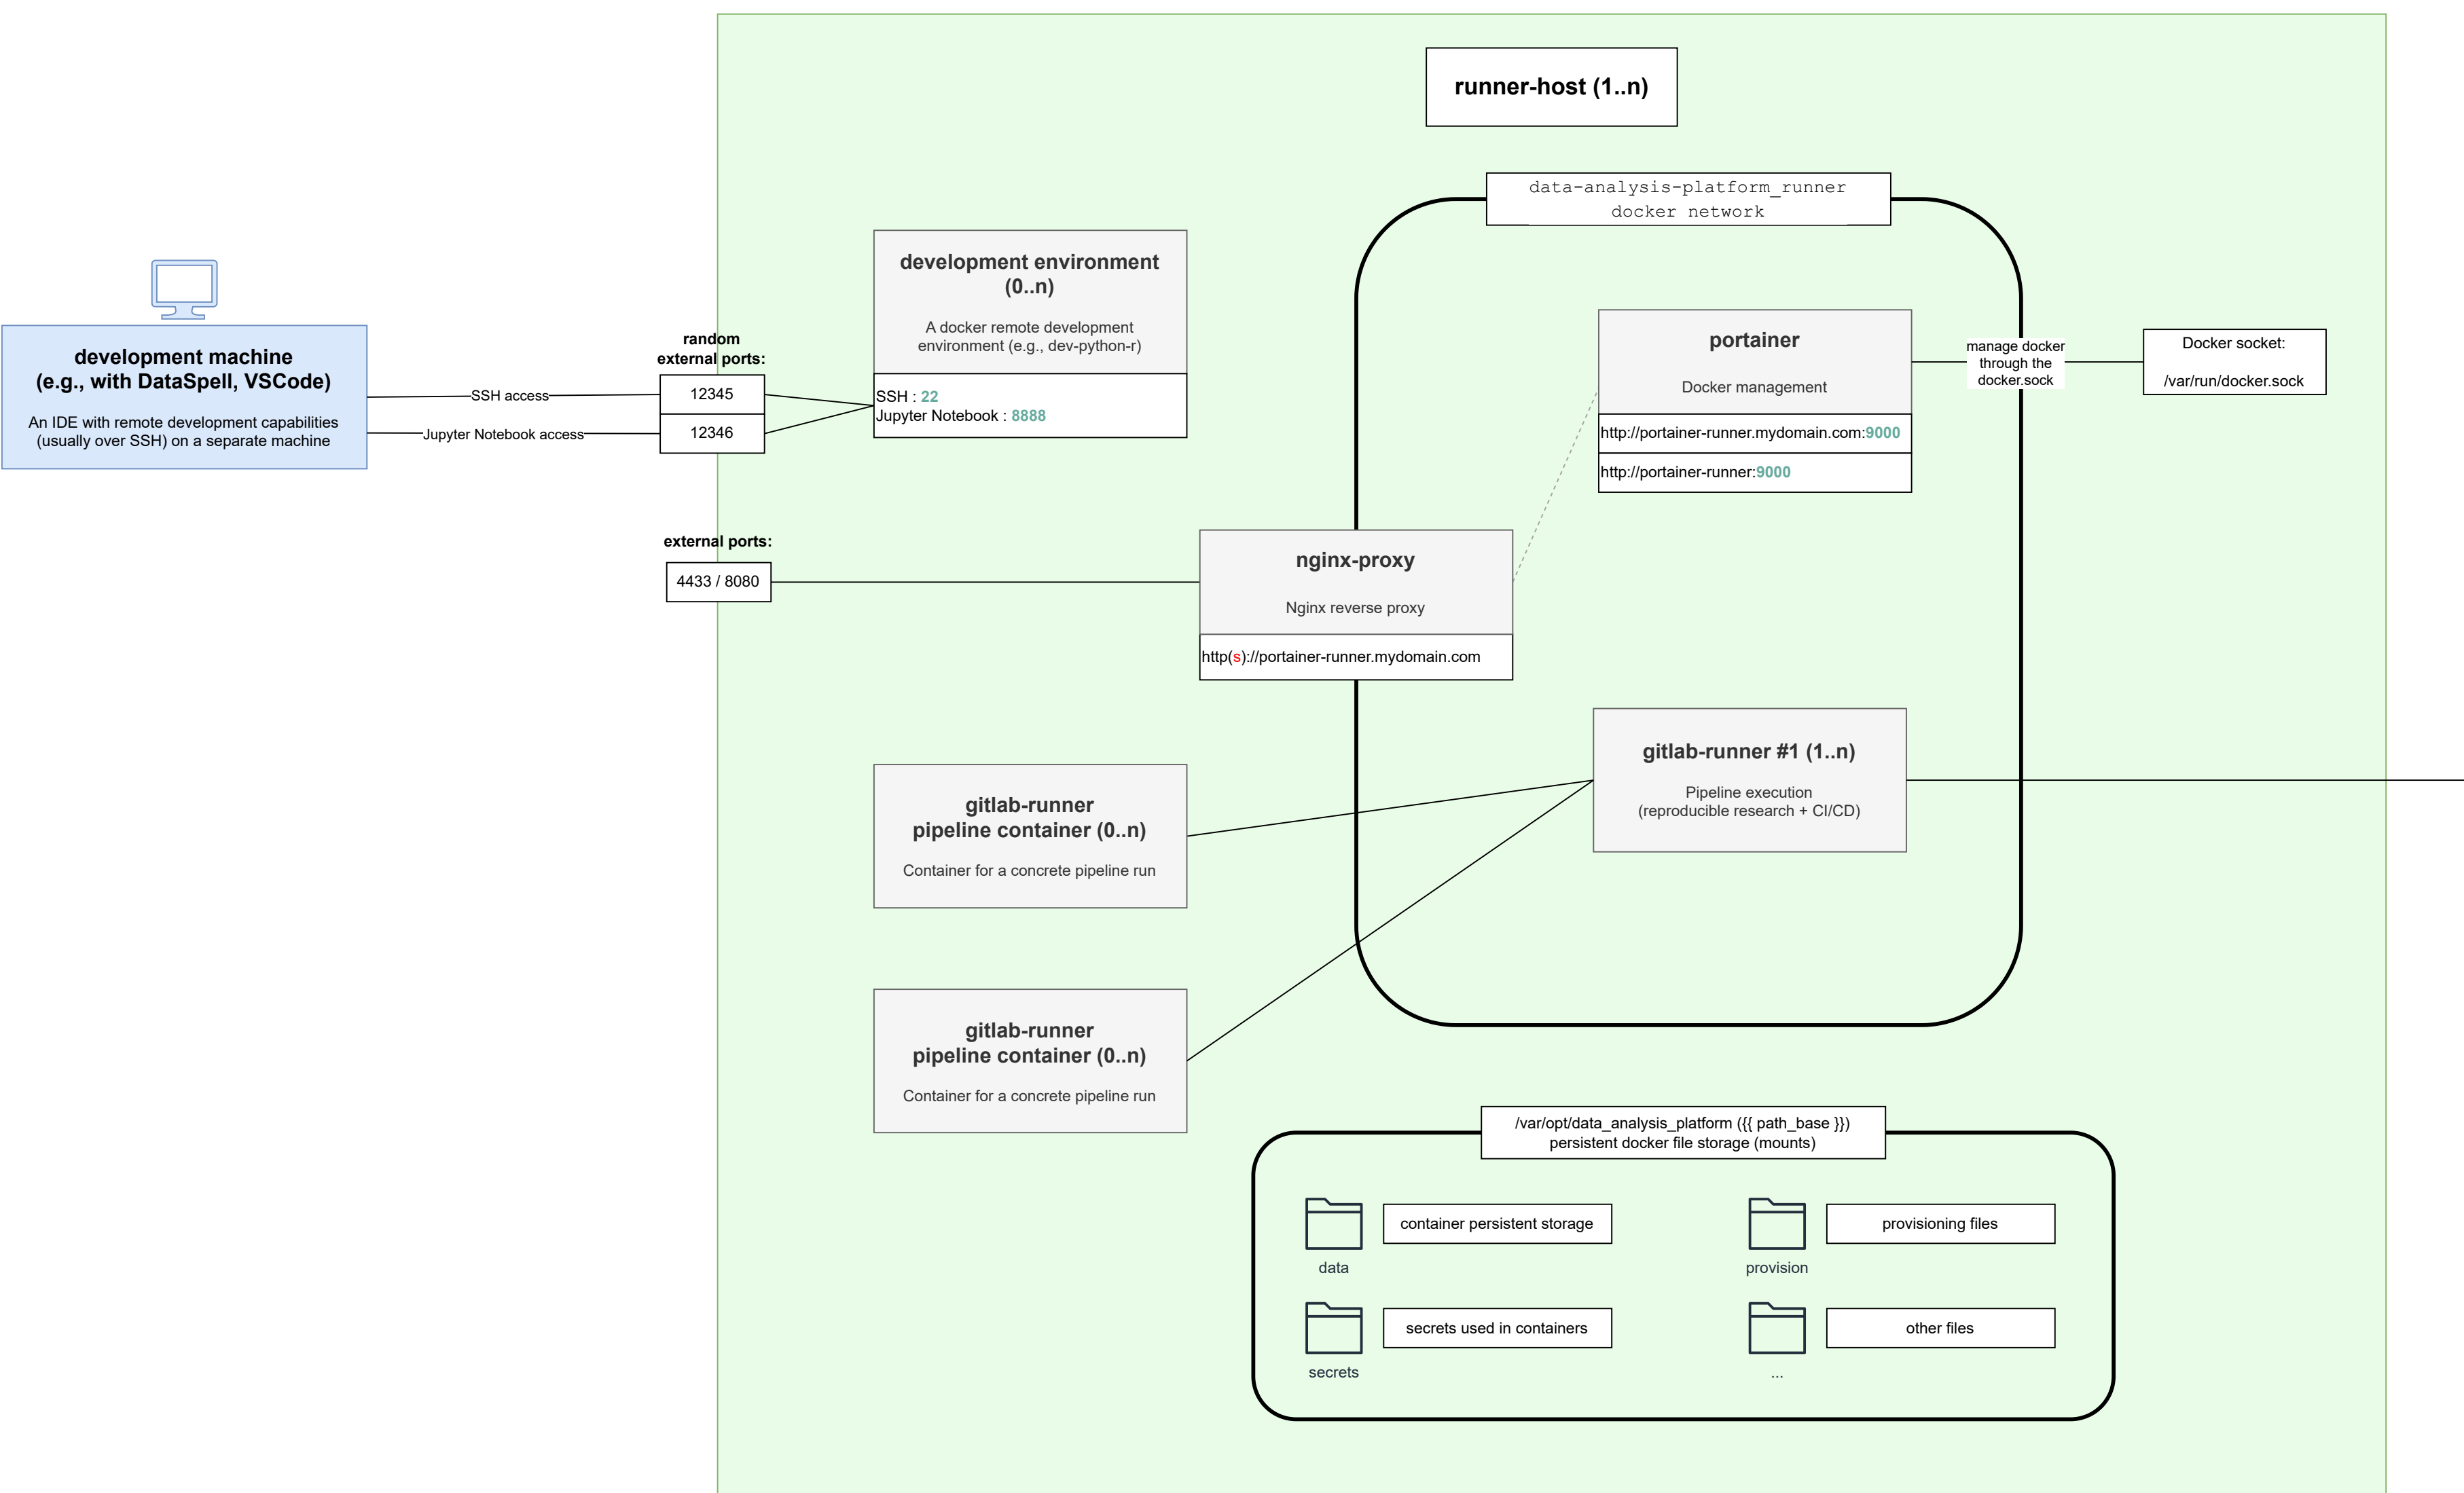 runner-host (1..n)
data-analysis-platform_runner
docker network
development machine
(e.g., with DataSpell, VSCode)
An IDE with remote development capabilities
(usually over SSH) on a separate machine
SSH access
Jupyter Notebook access
random
external ports:
12345
12346
development environment
(0..n)
A docker remote development
environment (e.g., dev-python-r)
SSH : 22
Jupyter Notebook : 8888
portainer
Docker management
http://portainer-runner.mydomain.com:9000
http://portainer-runner:9000
manage docker
through the
docker.sock
Docker socket:
/var/run/docker.sock
external ports:
4433 / 8080
nginx-proxy
Nginx reverse proxy
http(s)://portainer-runner.mydomain.com
gitlab-runner #1 (1..n)
Pipeline execution
(reproducible research + CI/CD)
gitlab-runner
pipeline container (0..n)
Container for a concrete pipeline run
gitlab-runner
pipeline container (0..n)
Container for a concrete pipeline run
/var/opt/data_analysis_platform ({{ path_base }})
persistent docker file storage (mounts)
container persistent storage
data
provisioning files
provision
secrets used in containers
secrets
other files
...